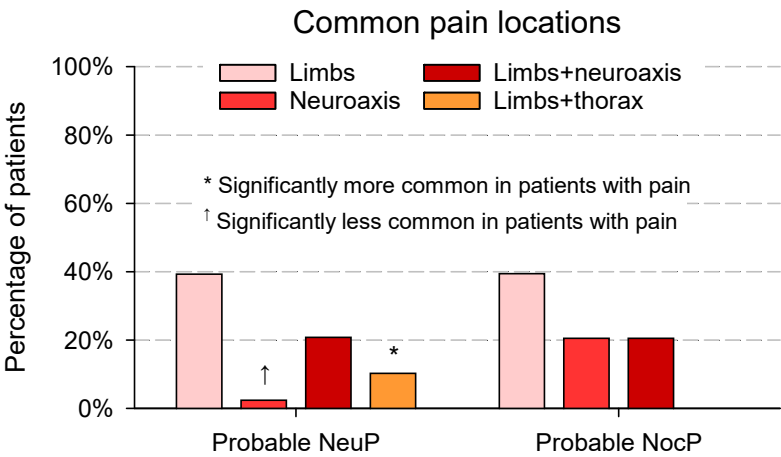 Common pain locations
Percentage of patients
100%
80%
60%
40%
20%
0%
Limbs
Neuroaxis
Limbs+neuroaxis
Limbs+thorax
* Significantly more common in patients with pain
↑ Significantly less common in patients with pain
↑
*
Probable NeuP
Probable NocP